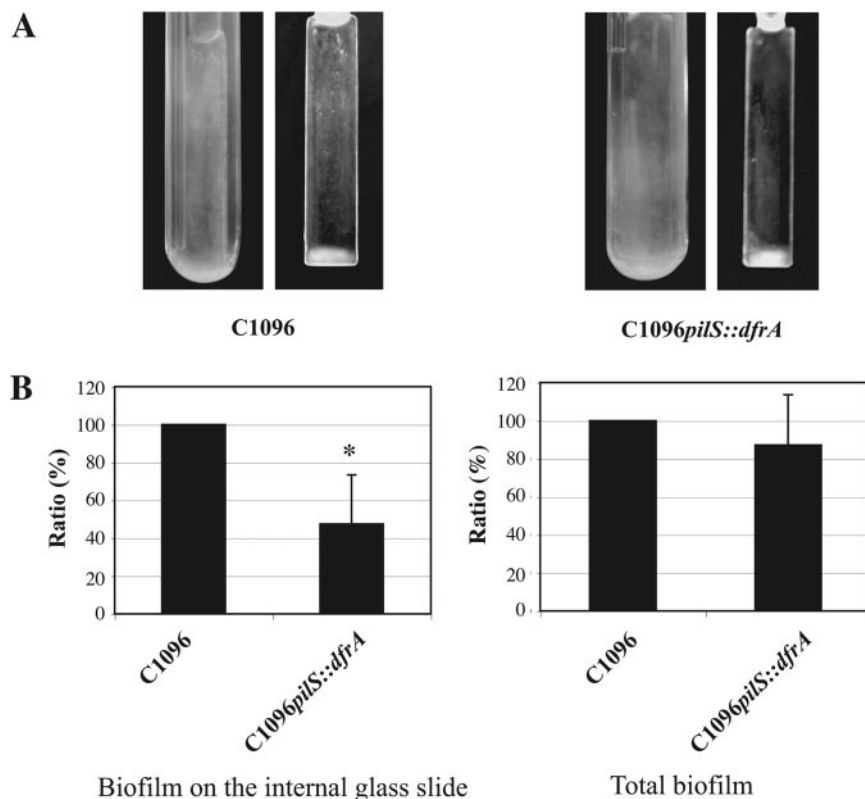 A
C1096
C1096pilS::dfrA
B
Ratio (%)
120
100
80
60
40
20
0
*
C1096
C1096pilS::dfrA
Biofilm on the internal glass slide
Ratio (%)
120
100
80
60
40
20
0
C1096
C1096pilS::dfrA
Total biofilm